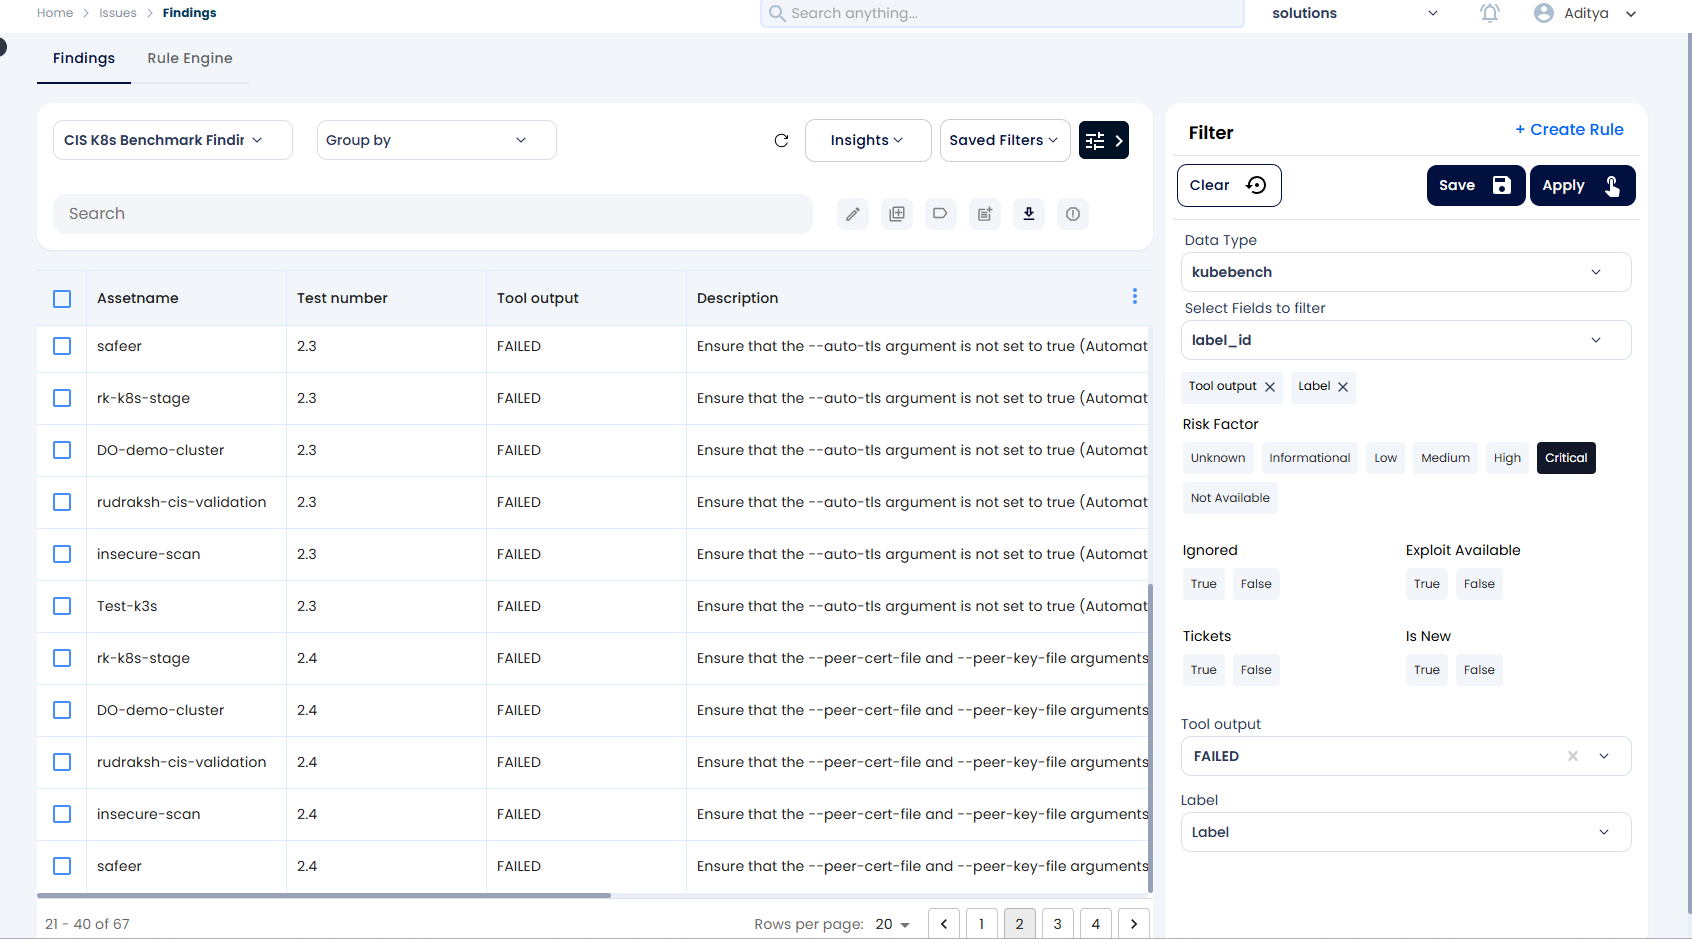 Home > Issues > Findings
Search anything...
solutions
Aditya
Findings
Rule Engine
CIS K8s Benchmark Findin
Group by
Insights
Saved Filters
Search
Assetname Test number Tool output Description
safeer 2.3 FAILED Ensure that the --auto-tls argument is not set to true (Automat
rk-k8s-stage 2.3 FAILED Ensure that the --auto-tls argument is not set to true (Automat
DO-demo-cluster 2.3 FAILED Ensure that the --auto-tls argument is not set to true (Automat
rudraksh-cis-validation 2.3 FAILED Ensure that the --auto-tls argument is not set to true (Automat
insecure-scan 2.3 FAILED Ensure that the --auto-tls argument is not set to true (Automat
Test-k3s 2.3 FAILED Ensure that the --auto-tls argument is not set to true (Automat
rk-k8s-stage 2.4 FAILED Ensure that the --peer-cert-file and --peer-key-file arguments
DO-demo-cluster 2.4 FAILED Ensure that the --peer-cert-file and --peer-key-file arguments
rudraksh-cis-validation 2.4 FAILED Ensure that the --peer-cert-file and --peer-key-file arguments
insecure-scan 2.4 FAILED Ensure that the --peer-cert-file and --peer-key-file arguments
safeer 2.4 FAILED Ensure that the --peer-cert-file and --peer-key-file arguments
21 - 40 of 67
Rows per page: 20
1 2 3 4
Filter
+ Create Rule
Clear
Save
Apply
Data Type
kubebench
Select Fields to filter
label_id
Tool output
Label
Risk Factor
Unknown Informational Low Medium High Critical
Not Available
Ignored Exploit Available
True False True False
Tickets Is New
True False True False
Tool output
FAILED
Label
Label